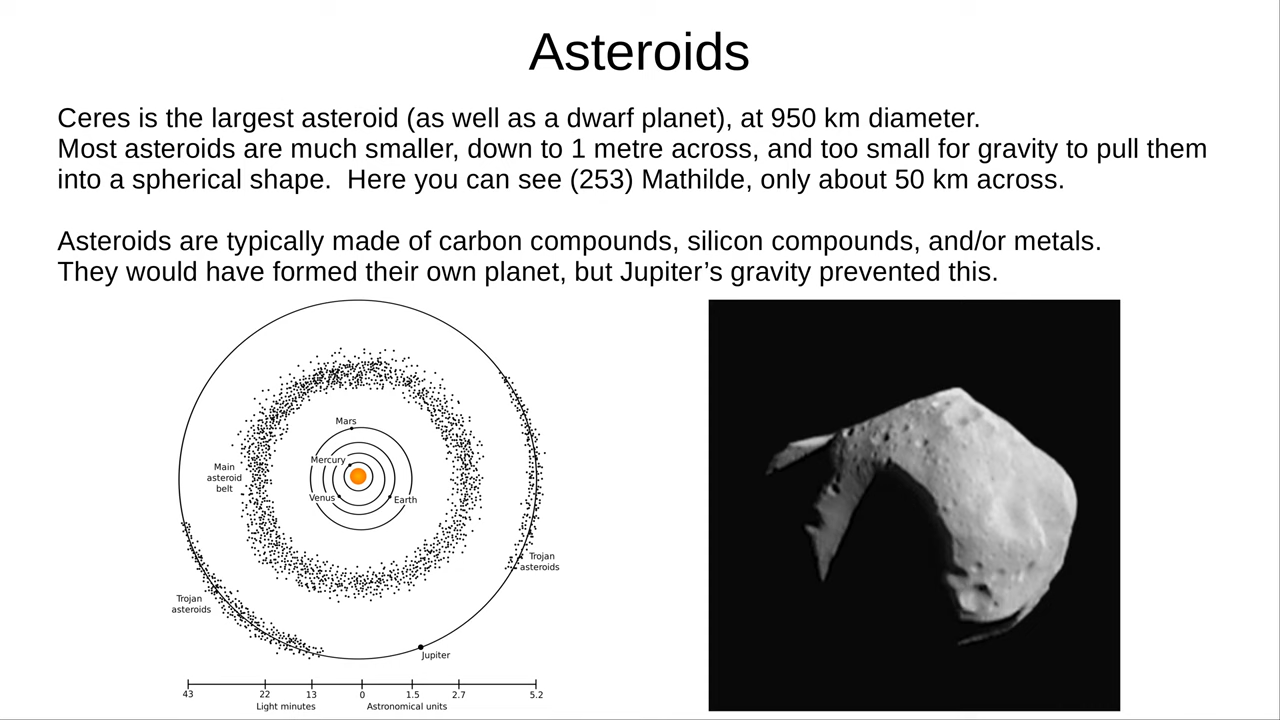 Asteroids
Ceres is the largest asteroid (as well as a dwarf planet), at 950 km diameter.
Most asteroids are much smaller, down to 1 metre across, and too small for gravity to pull them
into a spherical shape.  Here you can see (253) Mathilde, only about 50 km across.
Asteroids are typically made of carbon compounds, silicon compounds, and/or metals.
They would have formed their own planet, but Jupiter’s gravity prevented this.
Mars
Mercury
Main
asteroid
belt
Venus
Earth
Trojan
asteroids
Trojan
asteroids
Jupiter
43 22 13 0 1.5 2.7 5.2
Light minutes Astronomical units